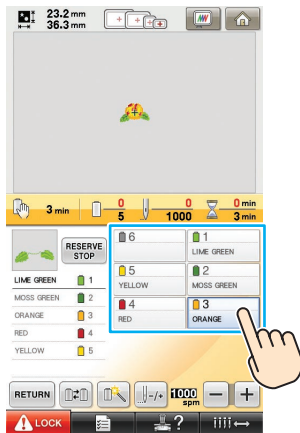 23.2 mm
36.3 mm
3 min
0
5
0
1000
0 min
3 min
RESERVE
STOP
LIME GREEN 1
MOSS GREEN 2
ORANGE 3
RED 4
YELLOW 5
6
1
LIME GREEN
5
YELLOW
2
MOSS GREEN
4
RED
3
ORANGE
RETURN
-/+
1000
spm
− +
LOCK
?